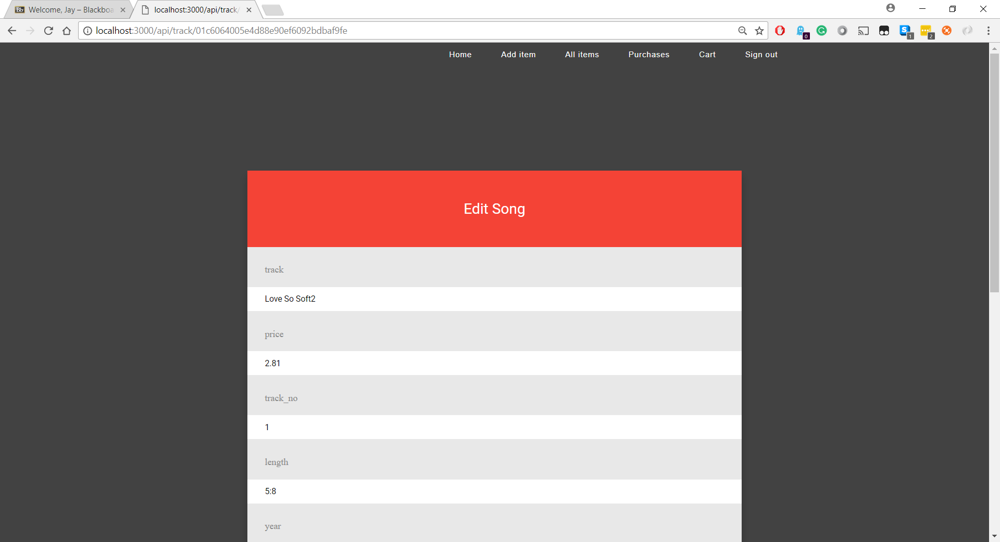 Bb Welcome, Jay – Blackboa
localhost:3000/api/track/
localhost:3000/api/track/01c6064005e4d88e90ef6092bdbaf9fe
0
1
2
Home Add item All items Purchases Cart Sign out
Edit Song
track
Love So Soft2
price
2.81
track_no
1
length
5:8
year